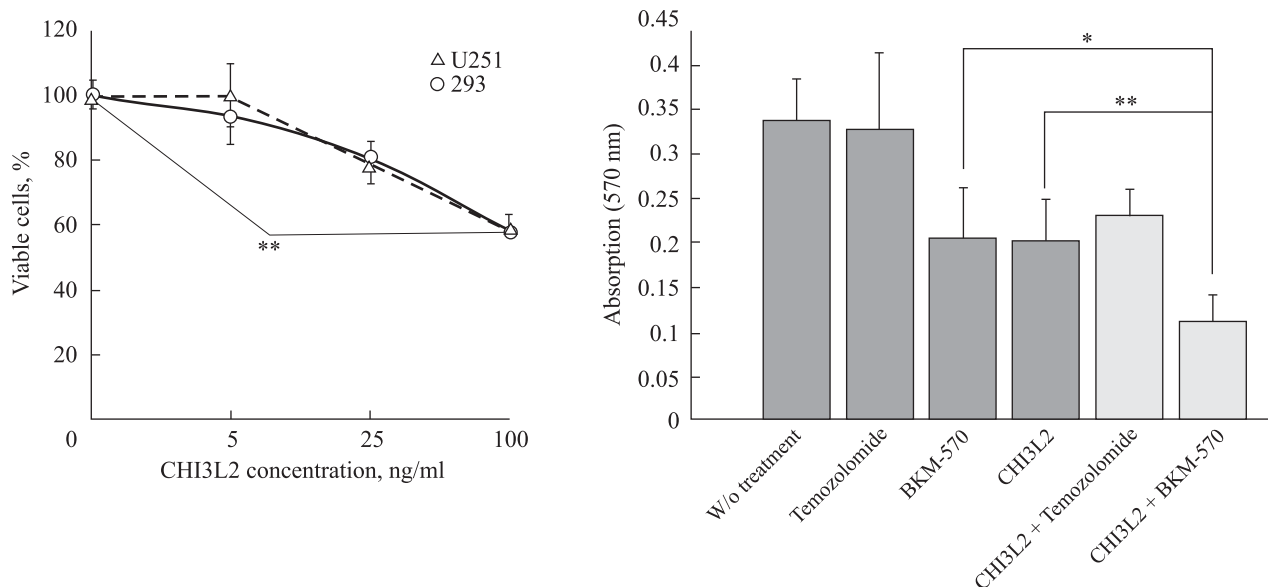 120
100
80
60
40
20
0
5
25
100
Viable cells, %
CHI3L2 concentration, ng/ml
△ U251
○ 293
**
0.45
0.4
0.35
0.3
0.25
0.2
0.15
0.1
0.05
0
Absorption (570 nm)
*
**
W/o treatment
Temozolomide
BKM-570
CHI3L2
CHI3L2 + Temozolomide
CHI3L2 + BKM-570